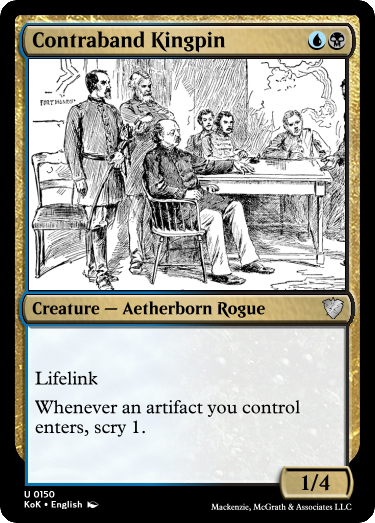 Contraband Kingpin
FORT MONROE
Creature — Aetherborn Rogue
Lifelink
Whenever an artifact you control
enters, scry 1.
1/4
U 0150
KoK • English
Mackenzie, McGrath & Associates LLC